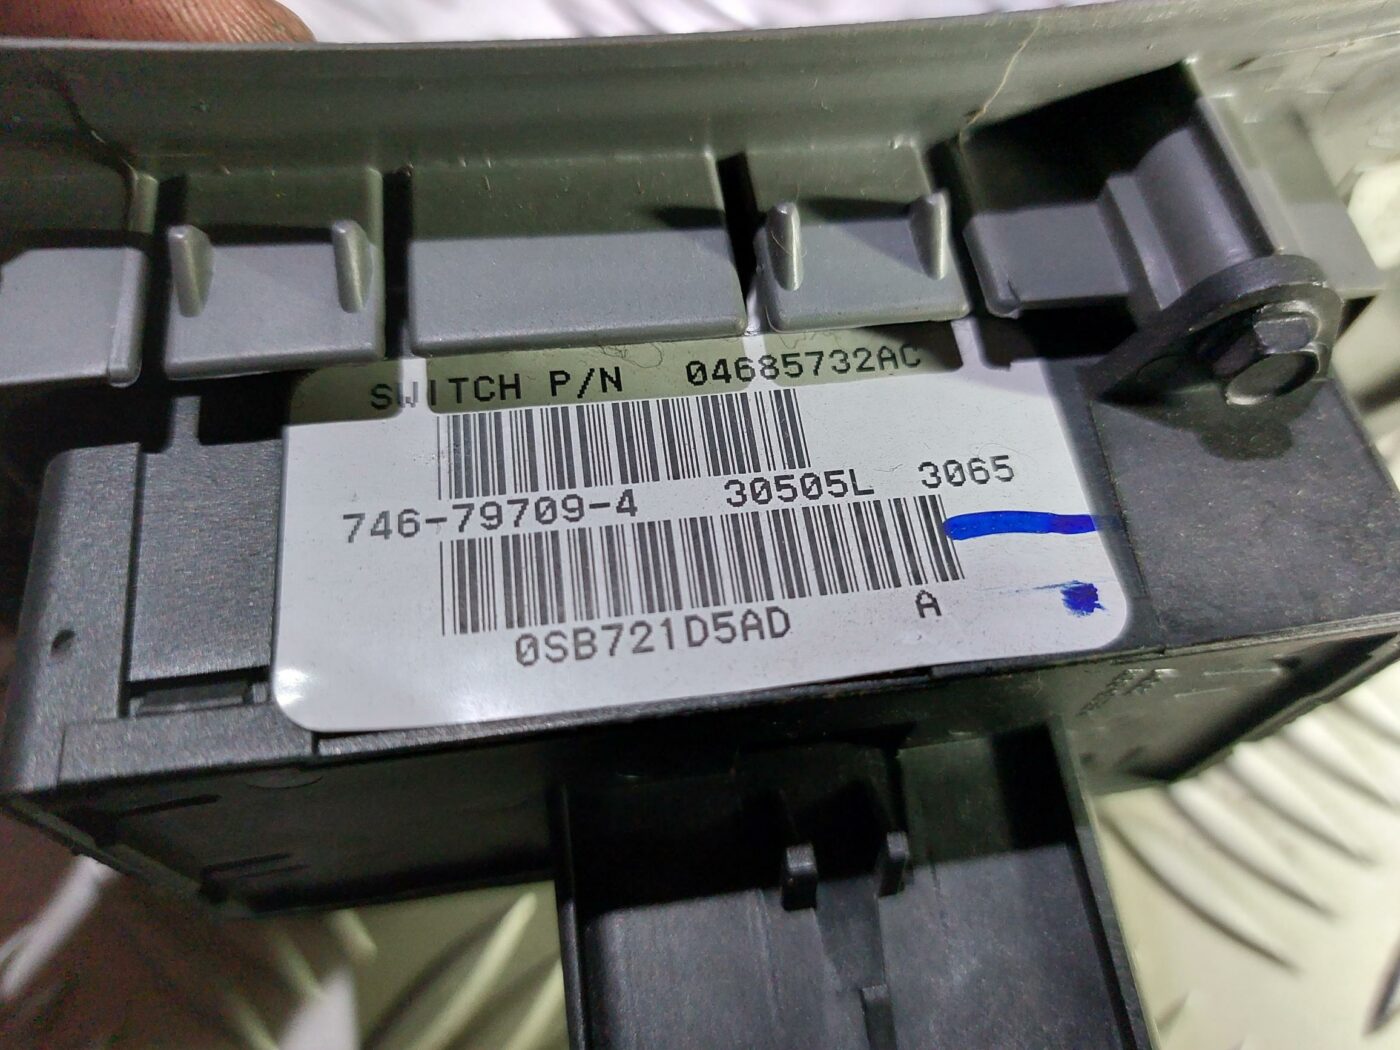 SWITCH P/N 04685732AC
746-79709-4 30505L 3065
0SB721D5AD A